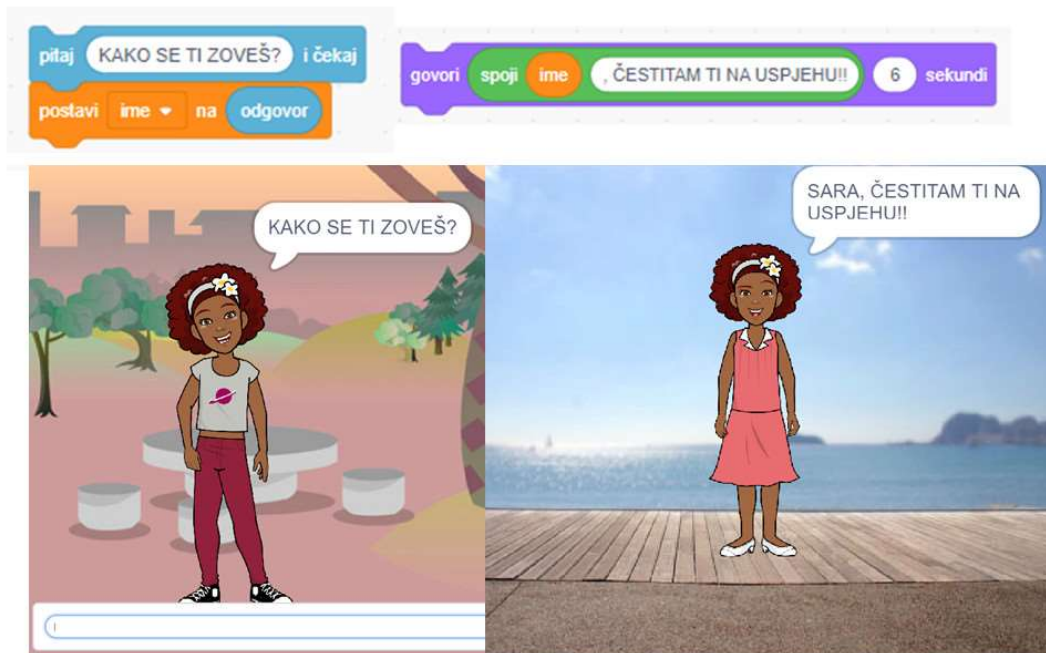 pitaj KAKO SE TI ZOVEŠ? i čekaj
postavi ime na odgovor
govori spoji ime , ČESTITAM TI NA USPJEHU!! 6 sekundi
KAKO SE TI ZOVEŠ?
SARA, ČESTITAM TI NA
USPJEHU!!